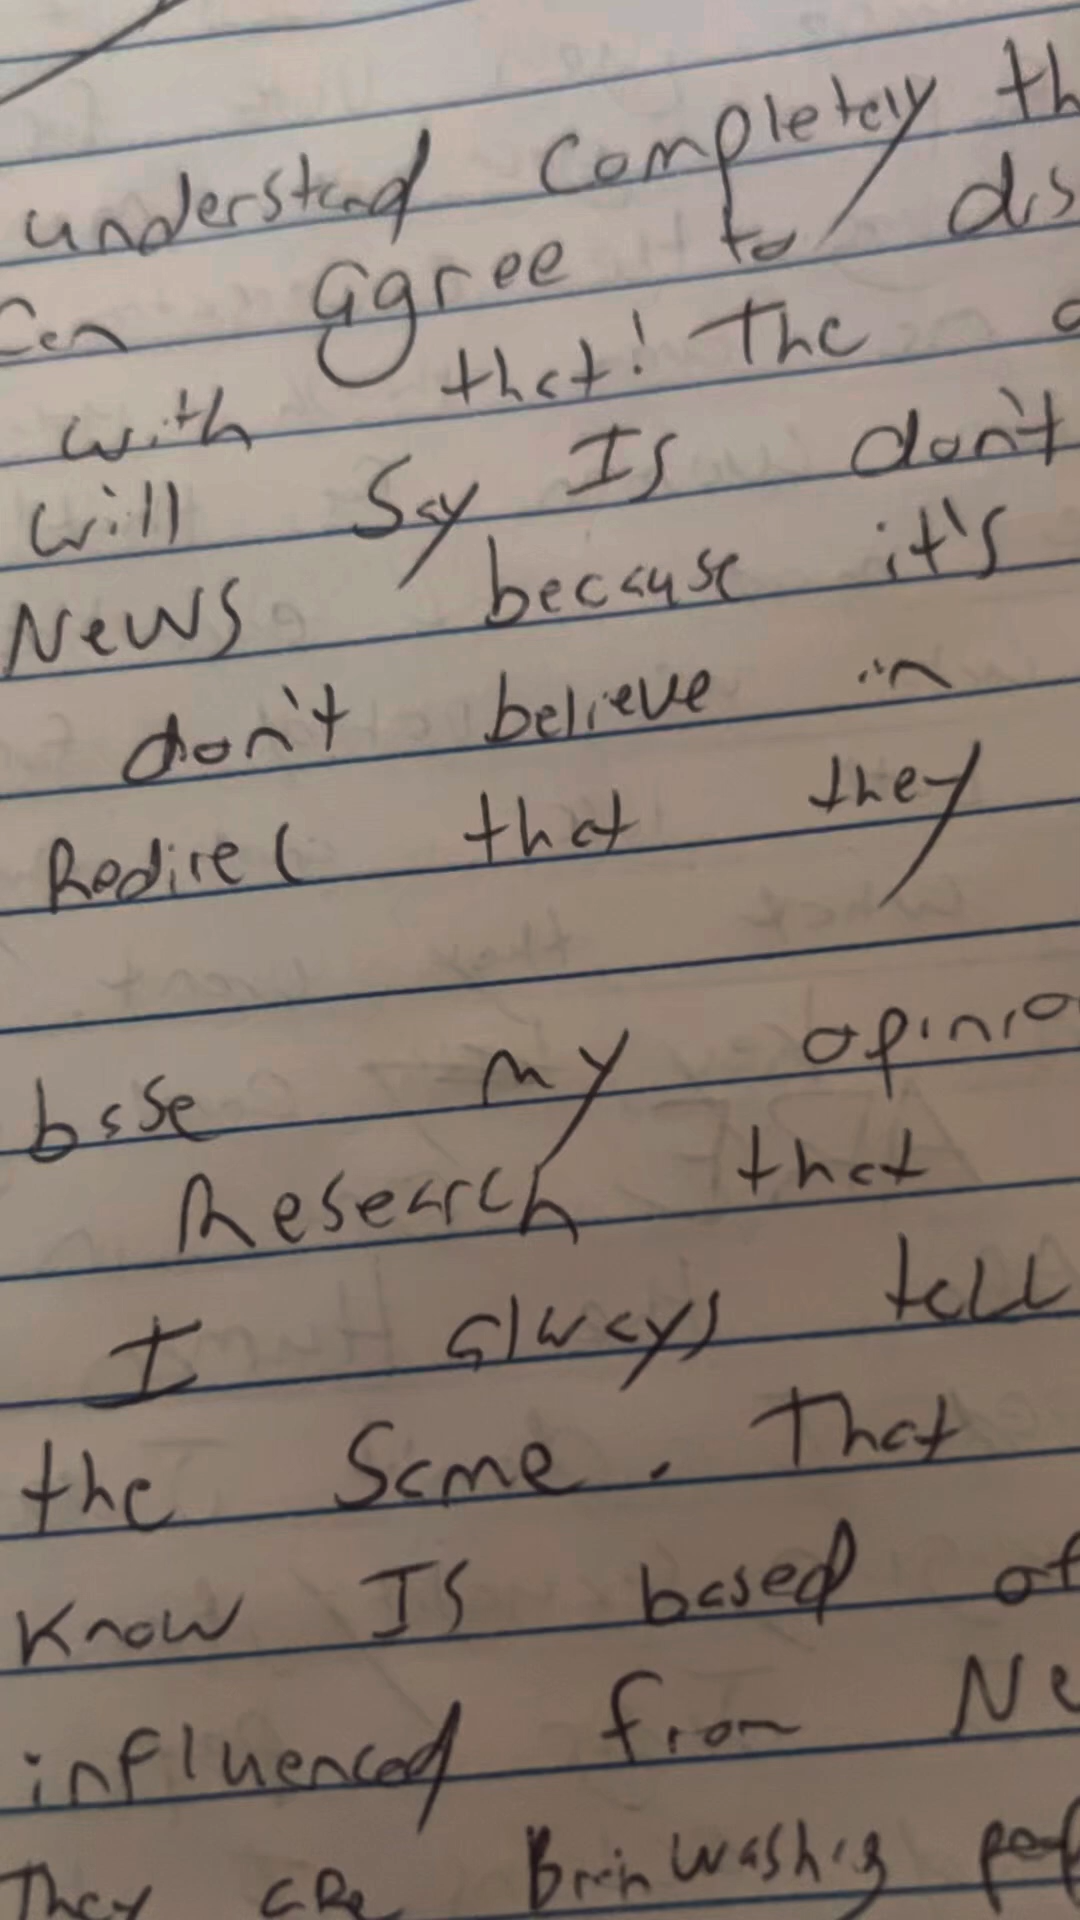 understand completely th
Can agree to dis
with that! The
will say Is don't
News because it's
don't believe in
that they
base my opinio
Research that
I always tell
the same. That
Know IS based of
influenced from Ne
They are Brainwashing peop